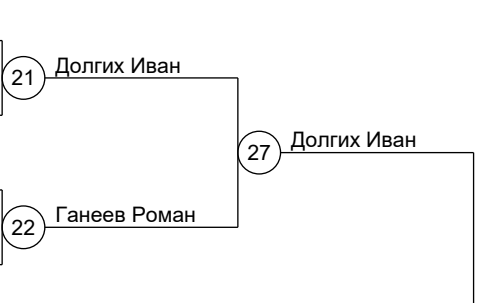 21 Долгих Иван
27 Долгих Иван
22 Ганеев Роман